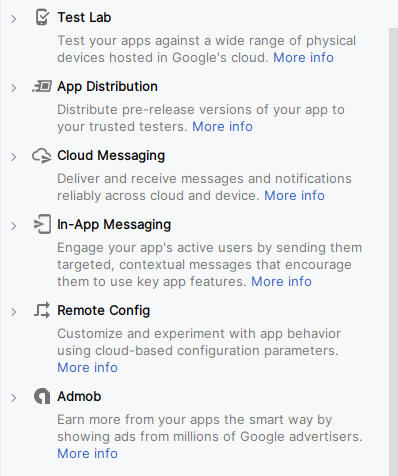 Test Lab
Test your apps against a wide range of physical
devices hosted in Google's cloud. More info
App Distribution
Distribute pre-release versions of your app to
your trusted testers. More info
Cloud Messaging
Deliver and receive messages and notifications
reliably across cloud and device. More info
In-App Messaging
Engage your app's active users by sending them
targeted, contextual messages that encourage
them to use key app features. More info
Remote Config
Customize and experiment with app behavior
using cloud-based configuration parameters.
More info
Admob
Earn more from your apps the smart way by
showing ads from millions of Google advertisers.
More info